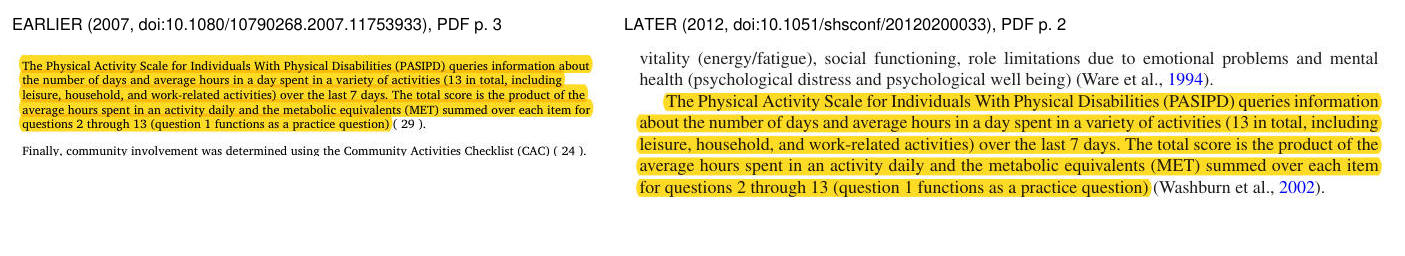 EARLIER (2007, doi:10.1080/10790268.2007.11753933), PDF p. 3
The Physical Activity Scale for Individuals With Physical Disabilities (PASIPD) queries information about
the number of days and average hours in a day spent in a variety of activities (13 in total, including
leisure, household, and work-related activities) over the last 7 days. The total score is the product of the
average hours spent in an activity daily and the metabolic equivalents (MET) summed over each item for
questions 2 through 13 (question 1 functions as a practice question) ( 29 ).
Finally, community involvement was determined using the Community Activities Checklist (CAC) ( 24 ).
LATER (2012, doi:10.1051/shsconf/20120200033), PDF p. 2
vitality (energy/fatigue), social functioning, role limitations due to emotional problems and mental
health (psychological distress and psychological well being) (Ware et al., 1994).
The Physical Activity Scale for Individuals With Physical Disabilities (PASIPD) queries information
about the number of days and average hours in a day spent in a variety of activities (13 in total, including
leisure, household, and work-related activities) over the last 7 days. The total score is the product of the
average hours spent in an activity daily and the metabolic equivalents (MET) summed over each item
for questions 2 through 13 (question 1 functions as a practice question) (Washburn et al., 2002).